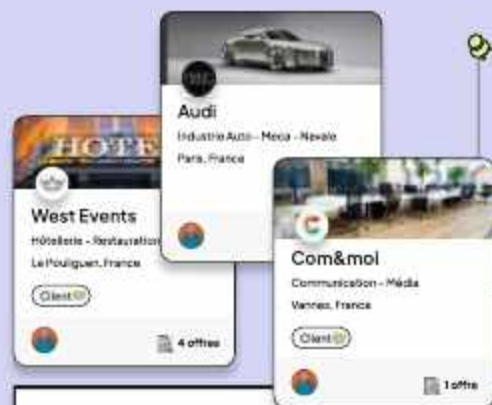 Audi
Industrie Auto - Meca - Navale
Paris, France
HOTE
West Events
Hôtellerie - Restauration
Le Pouliguen, France
Client
4 offres
Com&moi
Communication - Média
Vannes, France
Client
1 offre